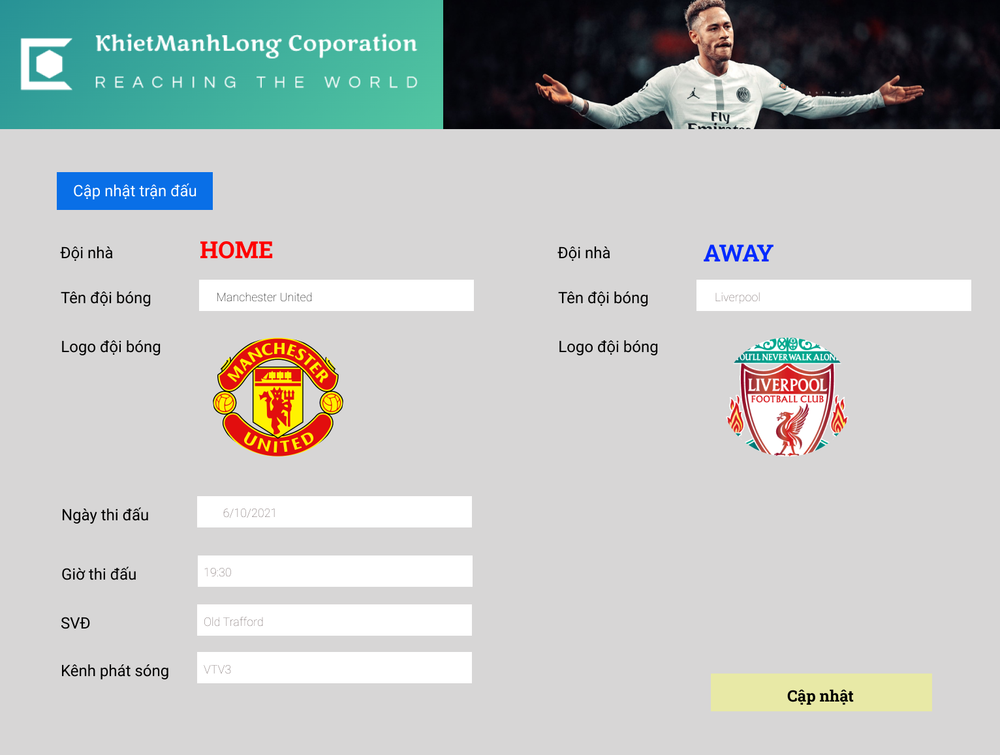 KhietManhLong Coporation
REACHING THE WORLD
Fly
Emirates
Cập nhật trận đấu
Đội nhà
HOME
Đội nhà
AWAY
Tên đội bóng
Manchester United
Tên đội bóng
Liverpool
Logo đội bóng
MANCHESTER
UNITED
Logo đội bóng
OU'LL NEVER WALK ALON
LIVERPOOL
FOOTBALL CLUB
Ngày thi đấu
6/10/2021
Giờ thi đấu
19:30
SVĐ
Old Trafford
Kênh phát sóng
VTV3
Cập nhật